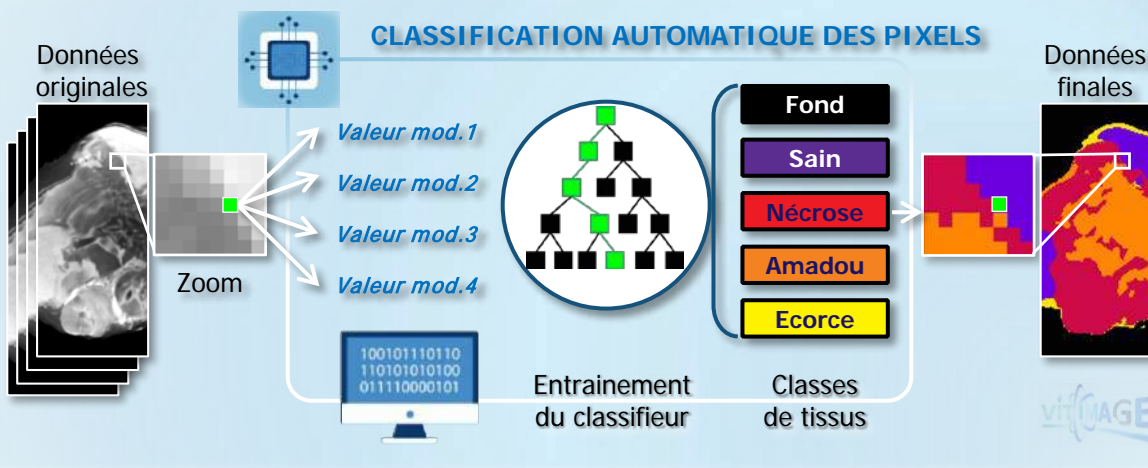 CLASSIFICATION AUTOMATIQUE DES PIXELS
Données
originales
Zoom
Valeur mod.1
Valeur mod.2
Valeur mod.3
Valeur mod.4
100101110110
110101010100
011110000101
Entrainement
du classifieur
Fond
Sain
Nécrose
Amadou
Ecorce
Classes
de tissus
Données
finales